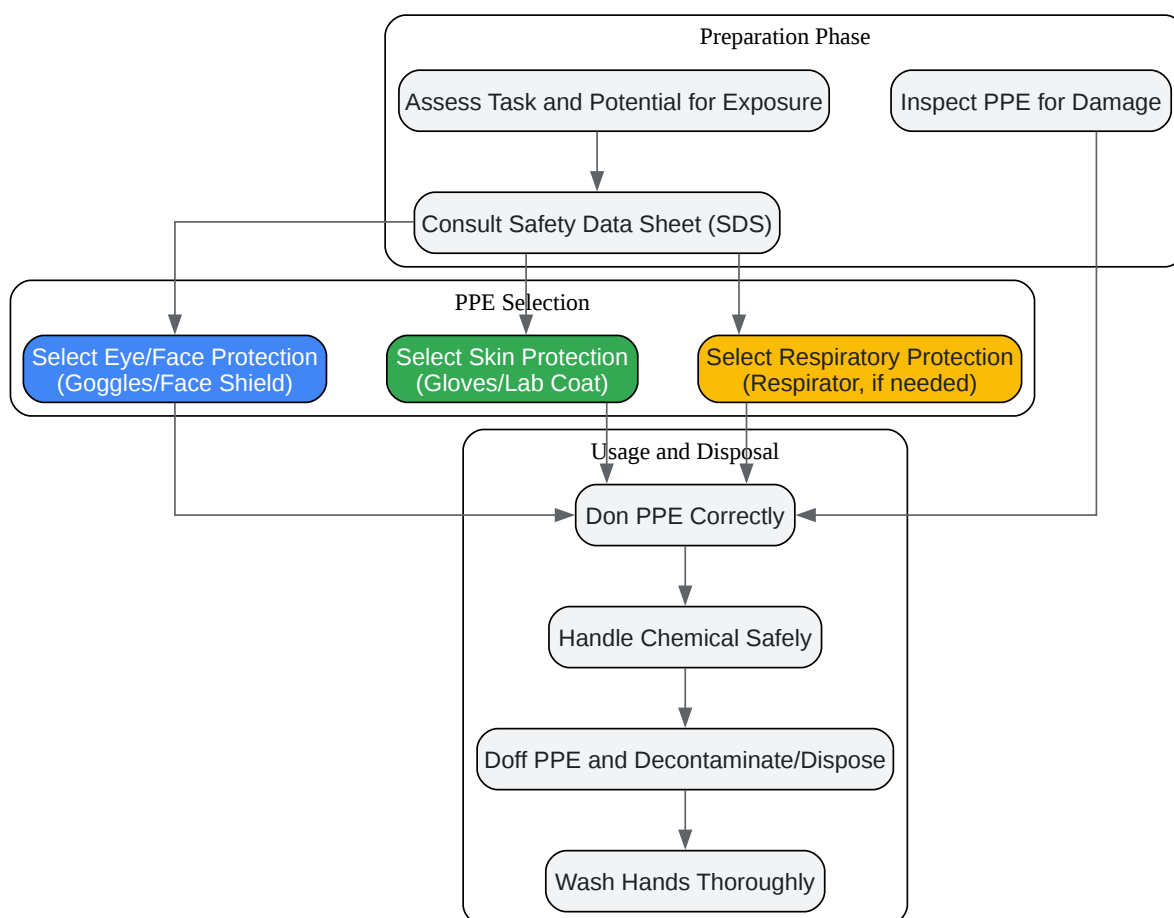 Preparation Phase
Assess Task and Potential for Exposure
Inspect PPE for Damage
Consult Safety Data Sheet (SDS)
PPE Selection
Select Eye/Face Protection
(Goggles/Face Shield)
Select Skin Protection
(Gloves/Lab Coat)
Select Respiratory Protection
(Respirator, if needed)
Usage and Disposal
Don PPE Correctly
Handle Chemical Safely
Doff PPE and Decontaminate/Dispose
Wash Hands Thoroughly